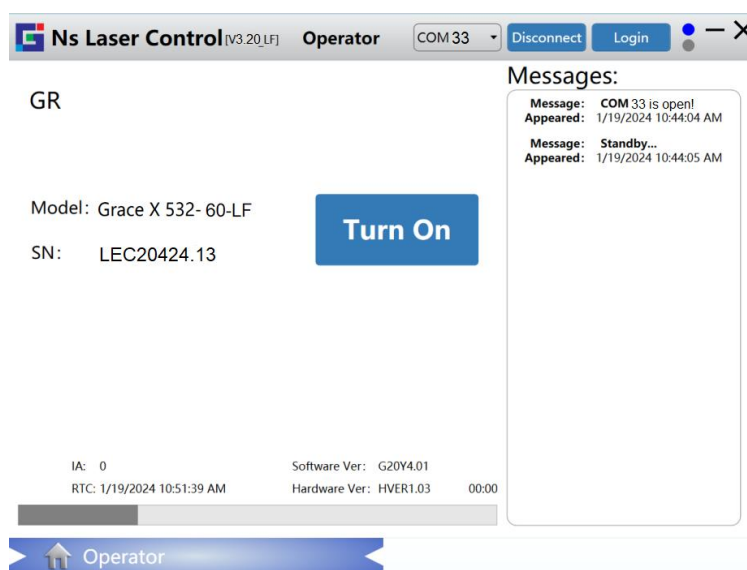 Ns Laser Control [V3.20_LF] Operator COM 33 Disconnect Login
GR
Model: Grace X 532- 60-LF
SN: LEC20424.13
Turn On
IA: 0 Software Ver: G20Y4.01
RTC: 1/19/2024 10:51:39 AM Hardware Ver: HVER1.03 00:00
Messages:
Message: COM 33 is open!
Appeared: 1/19/2024 10:44:04 AM
Message: Standby...
Appeared: 1/19/2024 10:44:05 AM
Operator